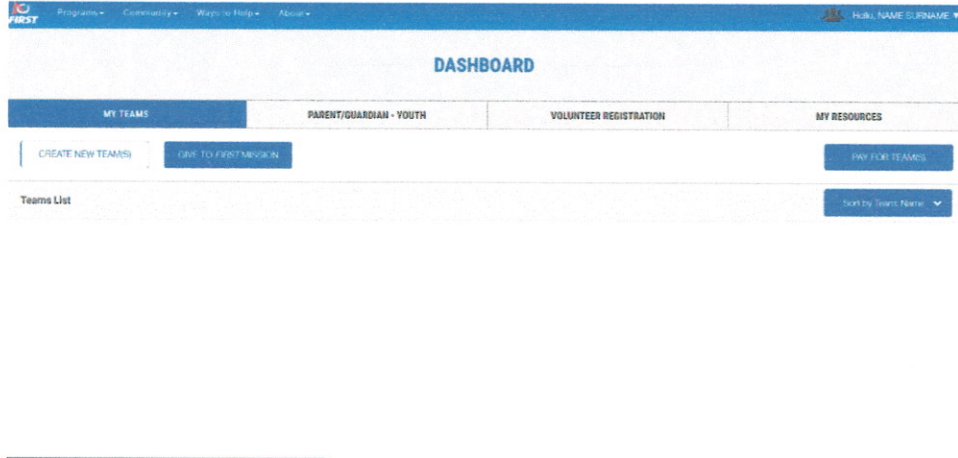 FIRST Programs Community Ways to Help About Hello, NAME SURNAME
DASHBOARD
MY TEAMS PARENT/GUARDIAN - YOUTH VOLUNTEER REGISTRATION MY RESOURCES
CREATE NEW TEAM(S) GIVE TO FIRST MISSION PAY FOR TEAM(S)
Teams List Sort by Team Name